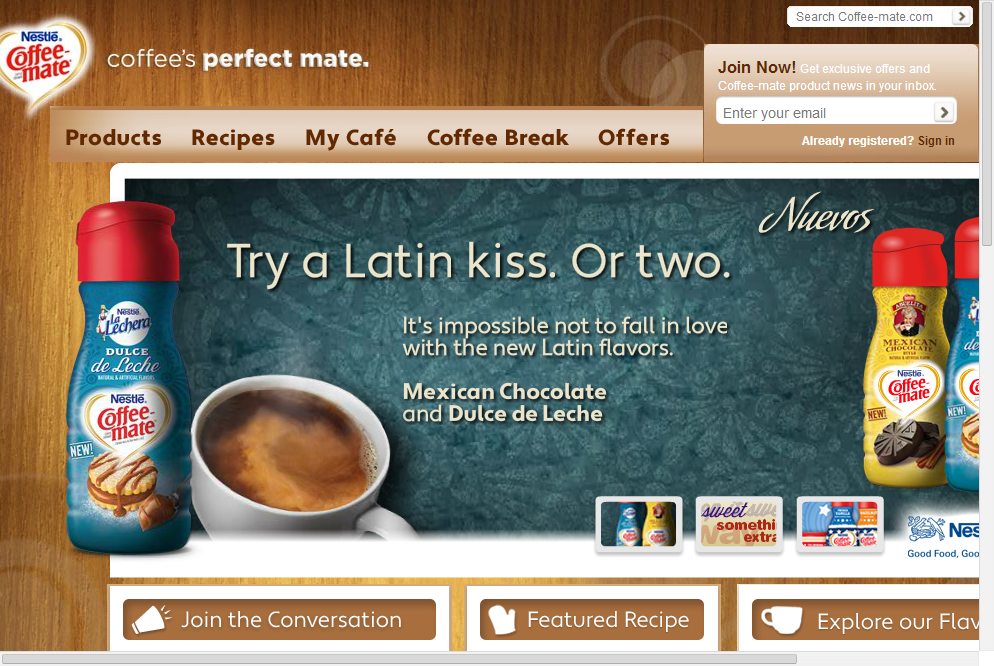 Search Coffee-mate.com
Nestlé®
Coffee-
mate
coffee's perfect mate.
Join Now! Get exclusive offers and
Coffee-mate product news in your inbox.
Enter your email
Already registered? Sign in
Products Recipes My Café Coffee Break Offers
Nuevos
Try a Latin kiss. Or two.
It's impossible not to fall in love
with the new Latin flavors.
Mexican Chocolate
and Dulce de Leche
Nestlé
La
Lechera
DULCE
de Leche
NATURAL & ARTIFICIAL FLAVORS
Nestlé.
Coffee-
mate
NEW!
ABUELITA
MEXICAN
CHOCOLATE
Nestlé
Coffee-
mate
NEW!
NEW!
sweet
somethi
extra
Nes
Good Food, Goo
Join the Conversation
Featured Recipe
Explore our Flav